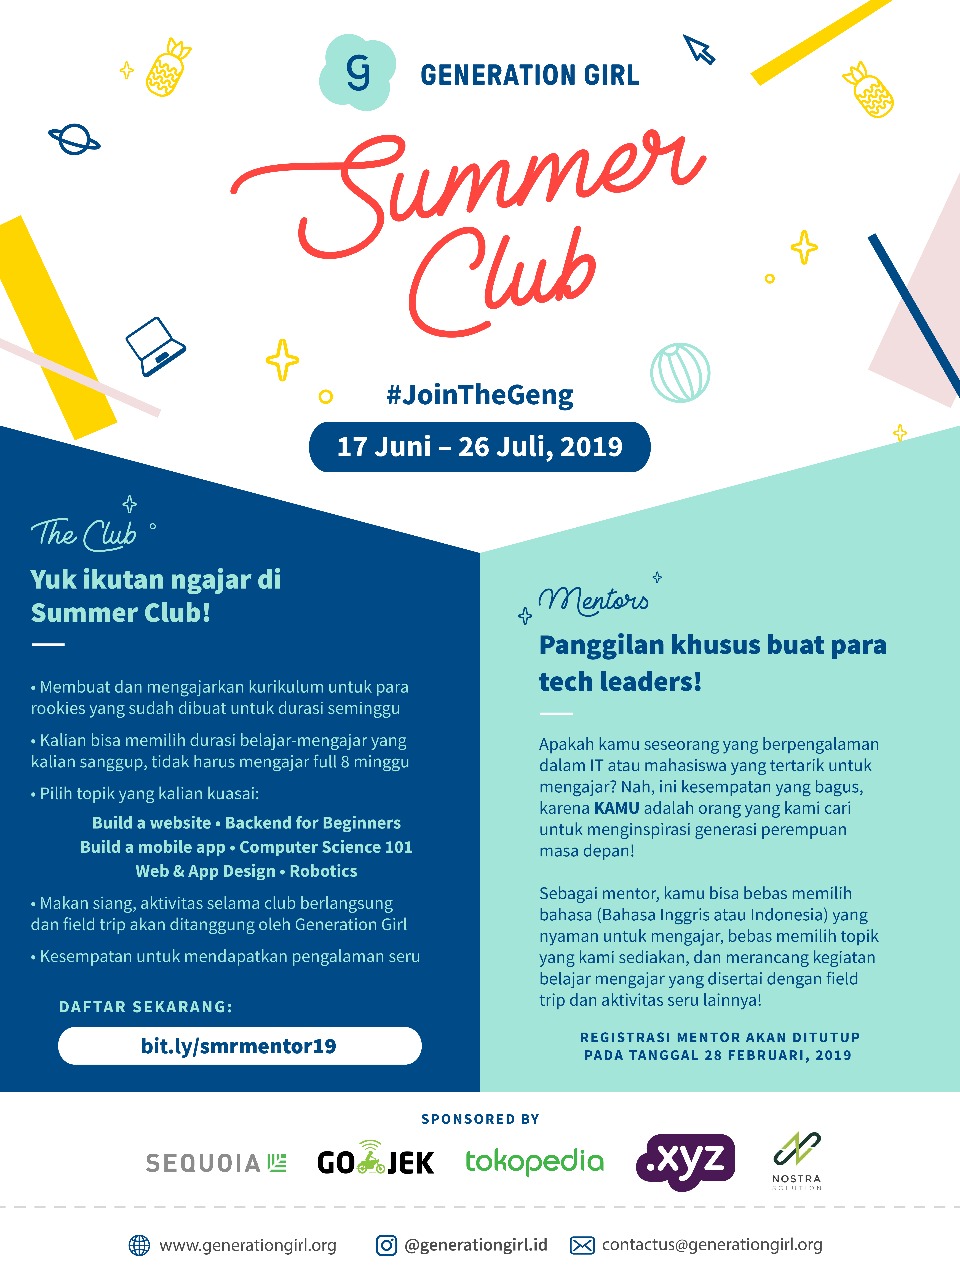 g
GENERATION GIRL
Summer
Club
#JoinTheGeng
17 Juni – 26 Juli, 2019
The Club
Yuk ikutan ngajar di
Summer Club!
• Membuat dan mengajarkan kurikulum untuk para
rookies yang sudah dibuat untuk durasi seminggu
• Kalian bisa memilih durasi belajar-mengajar yang
kalian sanggup, tidak harus mengajar full 8 minggu
• Pilih topik yang kalian kuasai:
Build a website • Backend for Beginners
Build a mobile app • Computer Science 101
Web & App Design • Robotics
• Makan siang, aktivitas selama club berlangsung
dan field trip akan ditanggung oleh Generation Girl
• Kesempatan untuk mendapatkan pengalaman seru
DAFTAR SEKARANG:
bit.ly/smrmentor19
Mentors
Panggilan khusus buat para
tech leaders!
Apakah kamu seseorang yang berpengalaman
dalam IT atau mahasiswa yang tertarik untuk
mengajar? Nah, ini kesempatan yang bagus,
karena KAMU adalah orang yang kami cari
untuk menginspirasi generasi perempuan
masa depan!
Sebagai mentor, kamu bisa bebas memilih
bahasa (Bahasa Inggris atau Indonesia) yang
nyaman untuk mengajar, bebas memilih topik
yang kami sediakan, dan merancang kegiatan
belajar mengajar yang disertai dengan field
trip dan aktivitas seru lainnya!
REGISTRASI MENTOR AKAN DITUTUP
PADA TANGGAL 28 FEBRUARI, 2019
SPONSORED BY
SEQUOIA
GOJEK
tokopedia
.xyz
NOSTRA
SOLUTION
www.generationgirl.org
@generationgirl.id
contactus@generationgirl.org